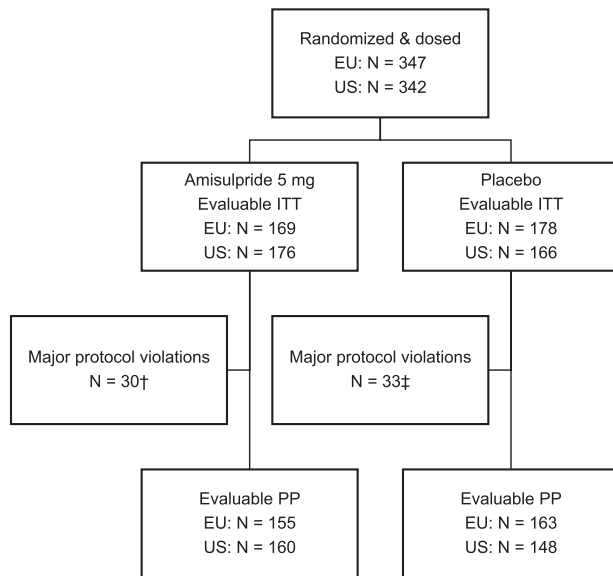 Randomized & dosed
EU: N = 347
US: N = 342
Amisulpride 5 mg
Evaluable ITT
EU: N = 169
US: N = 176
Placebo
Evaluable ITT
EU: N = 178
US: N = 166
Major protocol violations
N = 30†
Major protocol violations
N = 33‡
Evaluable PP
EU: N = 155
US: N = 160
Evaluable PP
EU: N = 163
US: N = 148